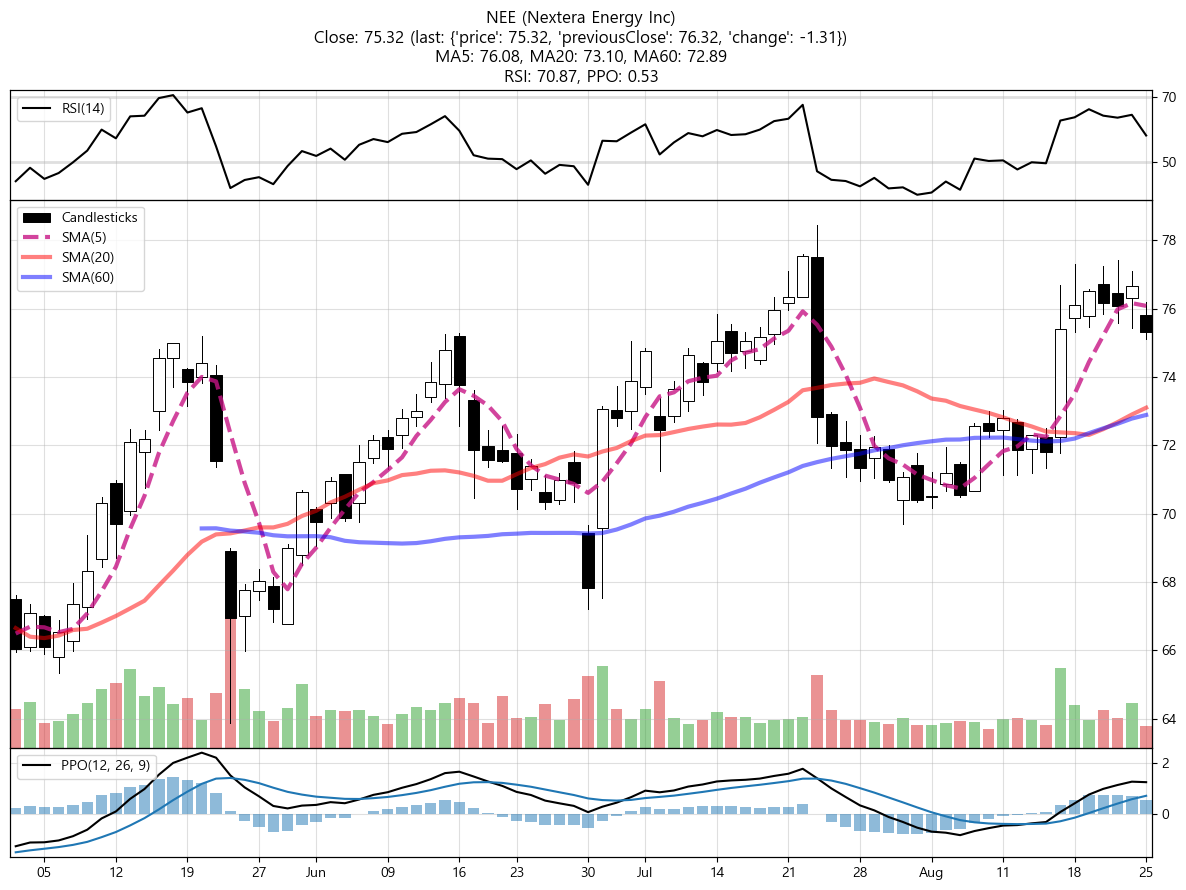 NEE (Nextera Energy Inc)
Close: 75.32 (last: {'price': 75.32, 'previousClose': 76.32, 'change': -1.31})
MA5: 76.08, MA20: 73.10, MA60: 72.89
RSI: 70.87, PPO: 0.53
RSI(14)
70
50
Candlesticks
SMA(5)
SMA(20)
SMA(60)
78
76
74
72
70
68
66
64
PPO(12, 26, 9)
2
0
05 12 19 27 Jun 09 16 23 30 Jul 14 21 28 Aug 11 18 25